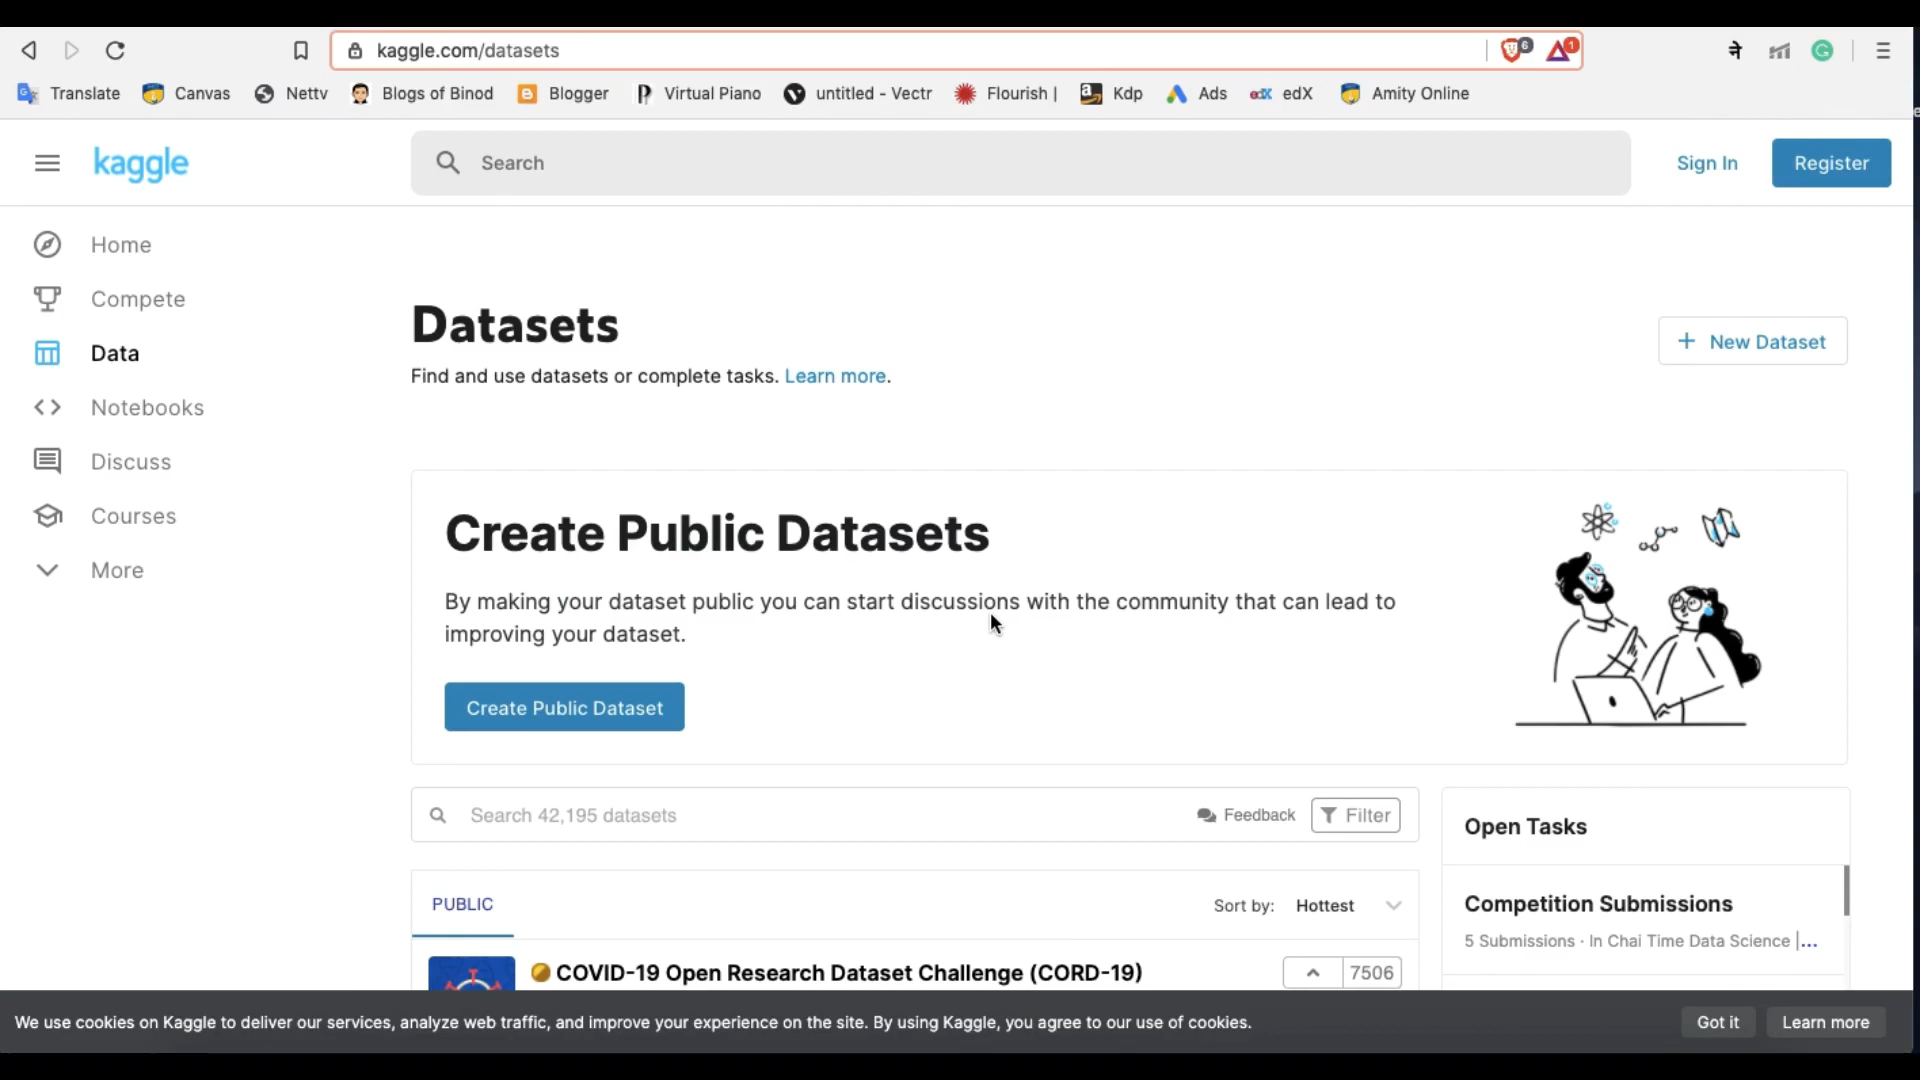 kaggle.com/datasets
6
1
ने
Translate
Canvas
Nettv
Blogs of Binod
Blogger
Virtual Piano
untitled - Vectr
Flourish |
Kdp
Ads
edX
edX
Amity Online
kaggle
Search
Sign In
Register
Home
Compete
Data
Notebooks
Discuss
Courses
More
Datasets
Find and use datasets or complete tasks. Learn more.
+ New Dataset
Create Public Datasets
By making your dataset public you can start discussions with the community that can lead to
improving your dataset.
Create Public Dataset
Search 42,195 datasets
Feedback
Filter
Open Tasks
PUBLIC
Sort by: Hottest
Competition Submissions
5 Submissions · In Chai Time Data Science |...
COVID-19 Open Research Dataset Challenge (CORD-19)
7506
We use cookies on Kaggle to deliver our services, analyze web traffic, and improve your experience on the site. By using Kaggle, you agree to our use of cookies.
Got it
Learn more